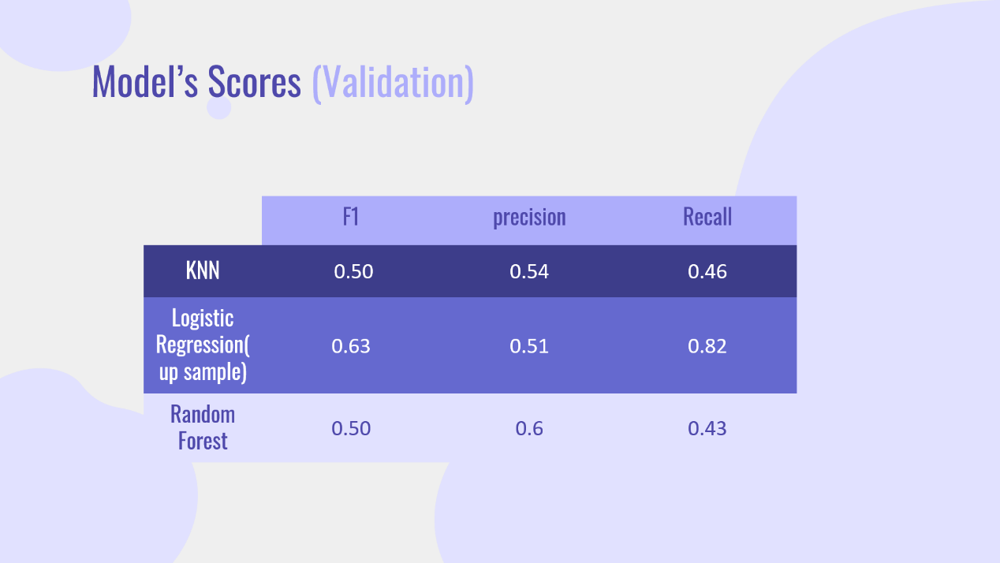 Model’s Scores (Validation)
F1 precision Recall
KNN 0.50 0.54 0.46
Logistic
Regression(
up sample) 0.63 0.51 0.82
Random
Forest 0.50 0.6 0.43